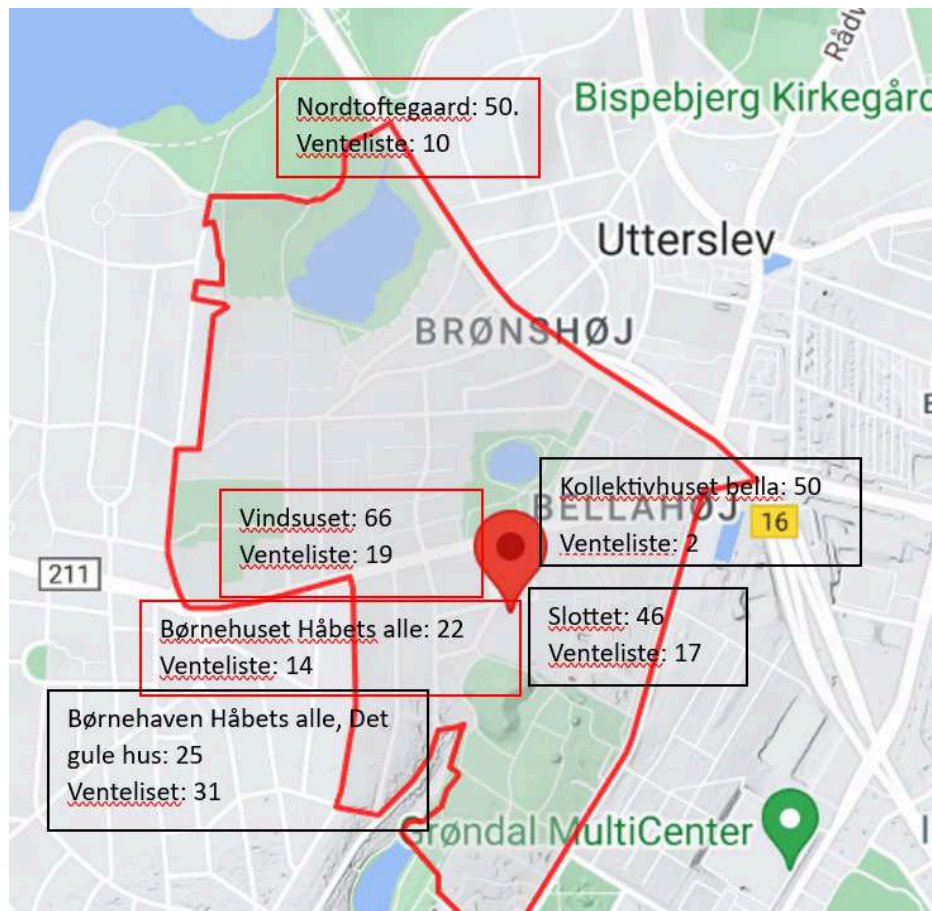 Rådv
Nordtoftegaard: 50.
Venteliste: 10
Bispebjerg Kirkegård
Utterslev
BRØNSHØJ
Vindsuset: 66
Venteliste: 19
Kollektivhuset bella: 50
BELLAHØJ
Venteliste: 2
16
211
Børnehuset Håbets alle: 22
Venteliste: 14
Slottet: 46
Venteliste: 17
Børnehaven Håbets alle, Det
gule hus: 25
Venteliset: 31
Grøndal MultiCenter